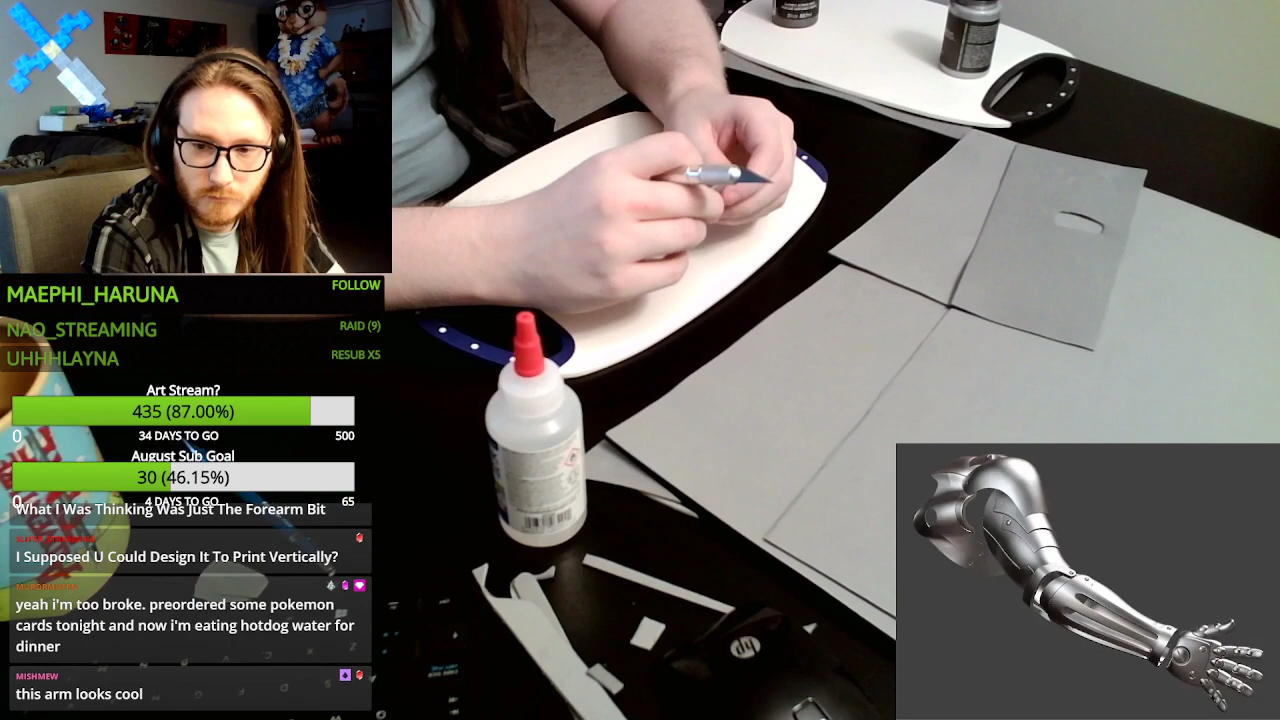 MAEPHI_HARUNA FOLLOW
NAO_STREAMING RAID (9)
UHHHLAYNA RESUB X5
Art Stream?
435 (87.00%)
0 34 DAYS TO GO 500
August Sub Goal
30 (46.15%)
0 4 DAYS TO GO 65
What I Was Thinking Was Just The Forearm Bit
I Supposed U Could Design It To Print Vertically?
yeah i'm too broke. preordered some pokemon
cards tonight and now i'm eating hotdog water for
dinner
MISHMEW
this arm looks cool
hp